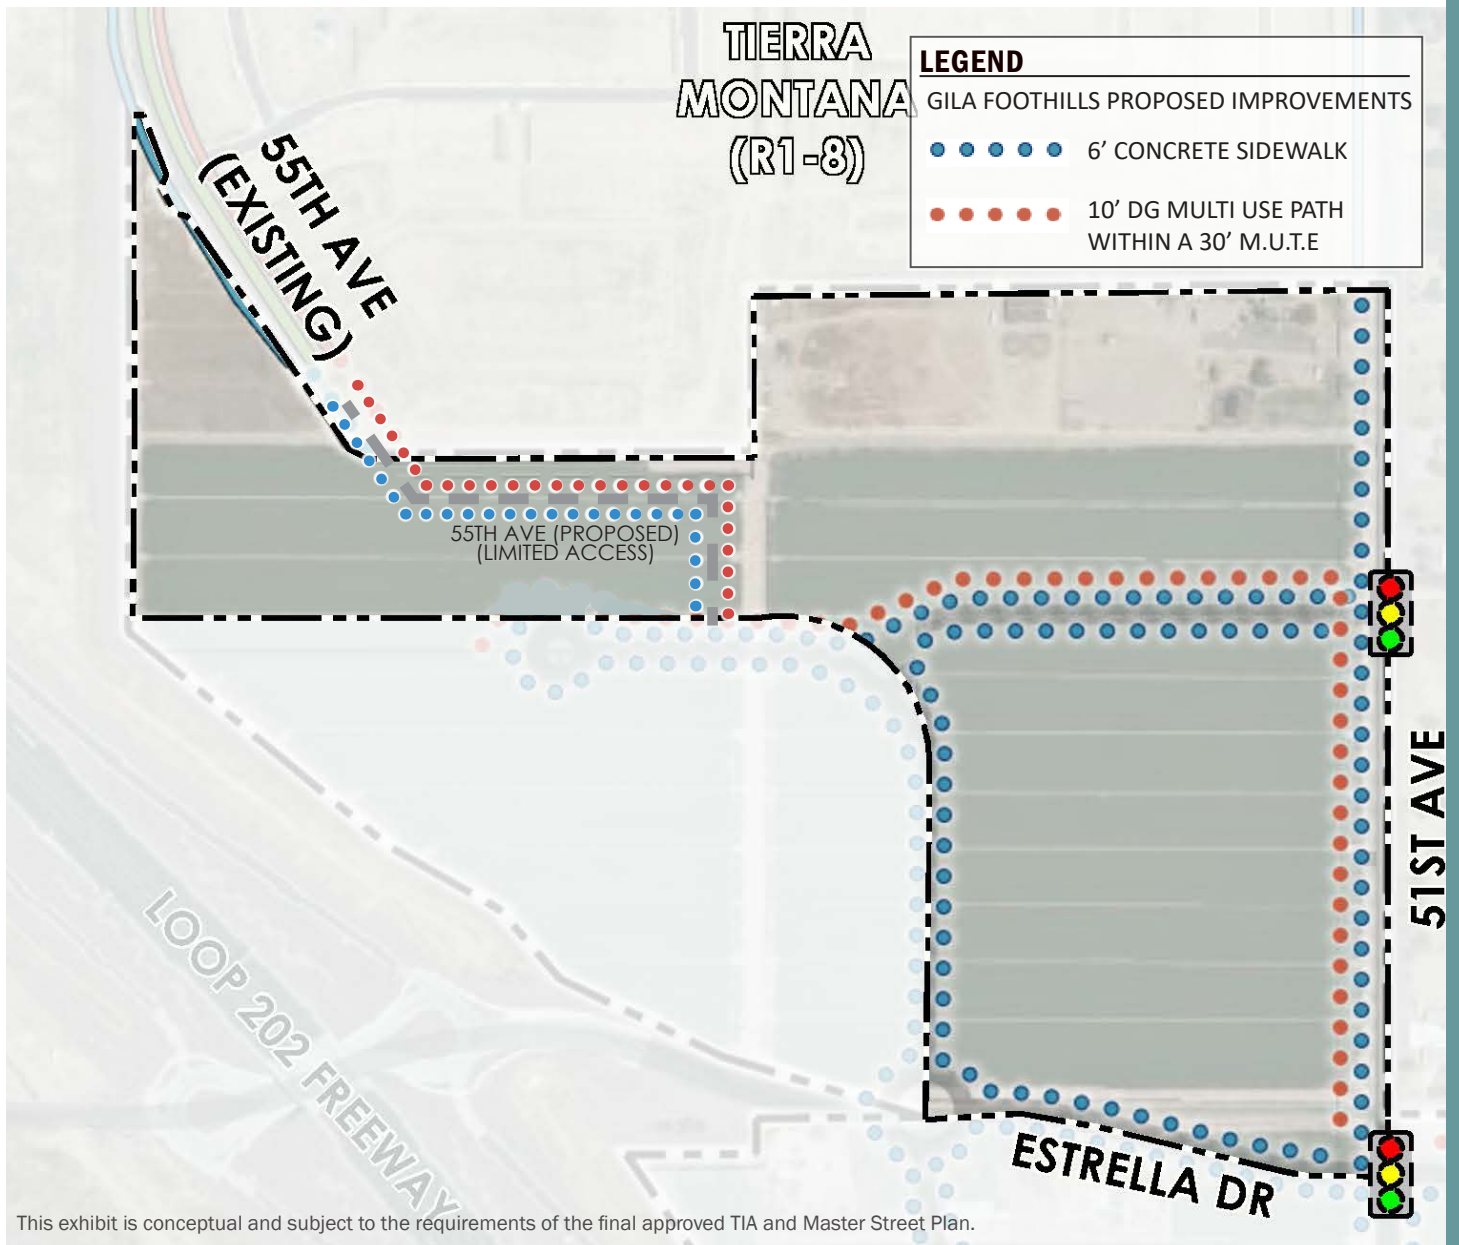 TIERRA
MONTANA
(R1-8)
LEGEND
GILA FOOTHILLS PROPOSED IMPROVEMENTS
6’ CONCRETE SIDEWALK
10’ DG MULTI USE PATH
WITHIN A 30’ M.U.T.E
55TH AVE
(EXISTING)
55TH AVE (PROPOSED)
(LIMITED ACCESS)
51ST AVE
LOOP 202 FREEWAY
ESTRELLA DR
This exhibit is conceptual and subject to the requirements of the final approved TIA and Master Street Plan.